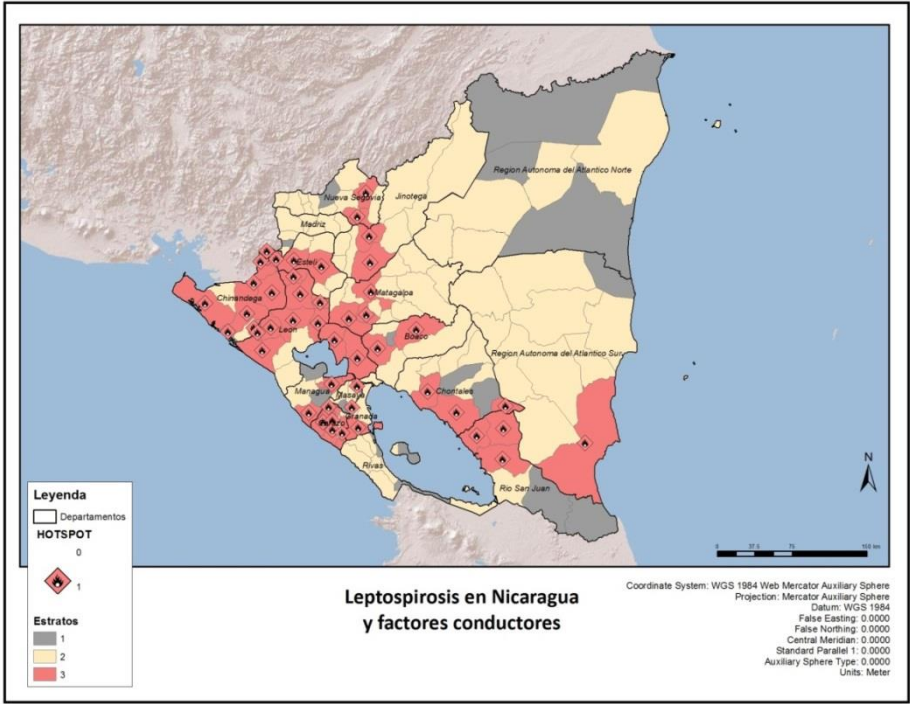 Region Autonoma del Atlantico Norte
Nueva Segovia
Jinotega
Madriz
Esteli
Chinandega
Matagalpa
Leon
Boaco
Region Autonoma del Atlantico Sur
Managua
Masaya
Chontales
Granada
Rivas
Rio San Juan
N
Leyenda
Departamentos
HOTSPOT
0
1
Estratos
1
2
3
0 37.5 75 150 km
Leptospirosis en Nicaragua
y factores conductores
Coordinate System: WGS 1984 Web Mercator Auxiliary Sphere
Projection: Mercator Auxiliary Sphere
Datum: WGS 1984
False Easting: 0.0000
False Northing: 0.0000
Central Meridian: 0.0000
Standard Parallel 1: 0.0000
Auxiliary Sphere Type: 0.0000
Units: Meter